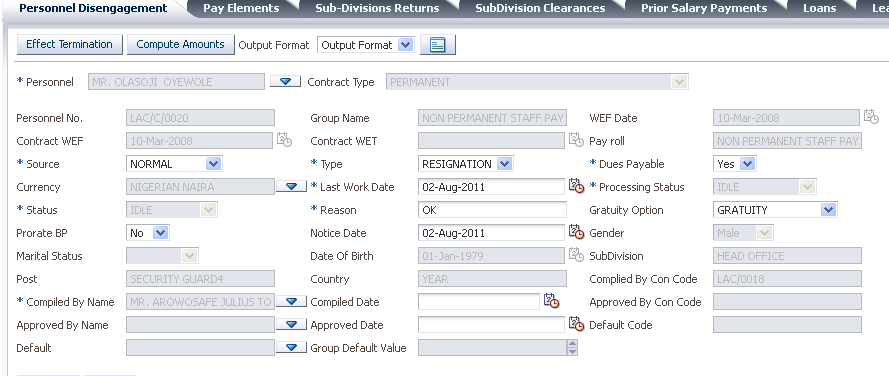 Personnel Disengagement Pay Elements Sub-Divisions Returns SubDivision Clearances Prior Salary Payments Loans Lea
Effect Termination Compute Amounts Output Format Output Format
* Personnel MR. OLASOJI OYEWOLE Contract Type PERMANENT
Personnel No. LAC/C/0020 Group Name NON PERMANENT STAFF PAY WEF Date 10-Mar-2008
Contract WEF 10-Mar-2008 Contract WET Pay roll NON PERMANENT STAFF PAY
* Source NORMAL * Type RESIGNATION * Dues Payable Yes
Currency NIGERIAN NAIRA * Last Work Date 02-Aug-2011 * Processing Status IDLE
* Status IDLE * Reason OK Gratuity Option GRATUITY
Prorate BP No Notice Date 02-Aug-2011 Gender Male
Marital Status Date Of Birth 01-Jan-1979 SubDivision HEAD OFFICE
Post SECURITY GUARD4 Country YEAR Complied By Con Code LAC/0018
* Compiled By Name MR. AROWOSAFE JULIUS TO Compiled Date Approved By Con Code
Approved By Name Approved Date Default Code
Default Group Default Value